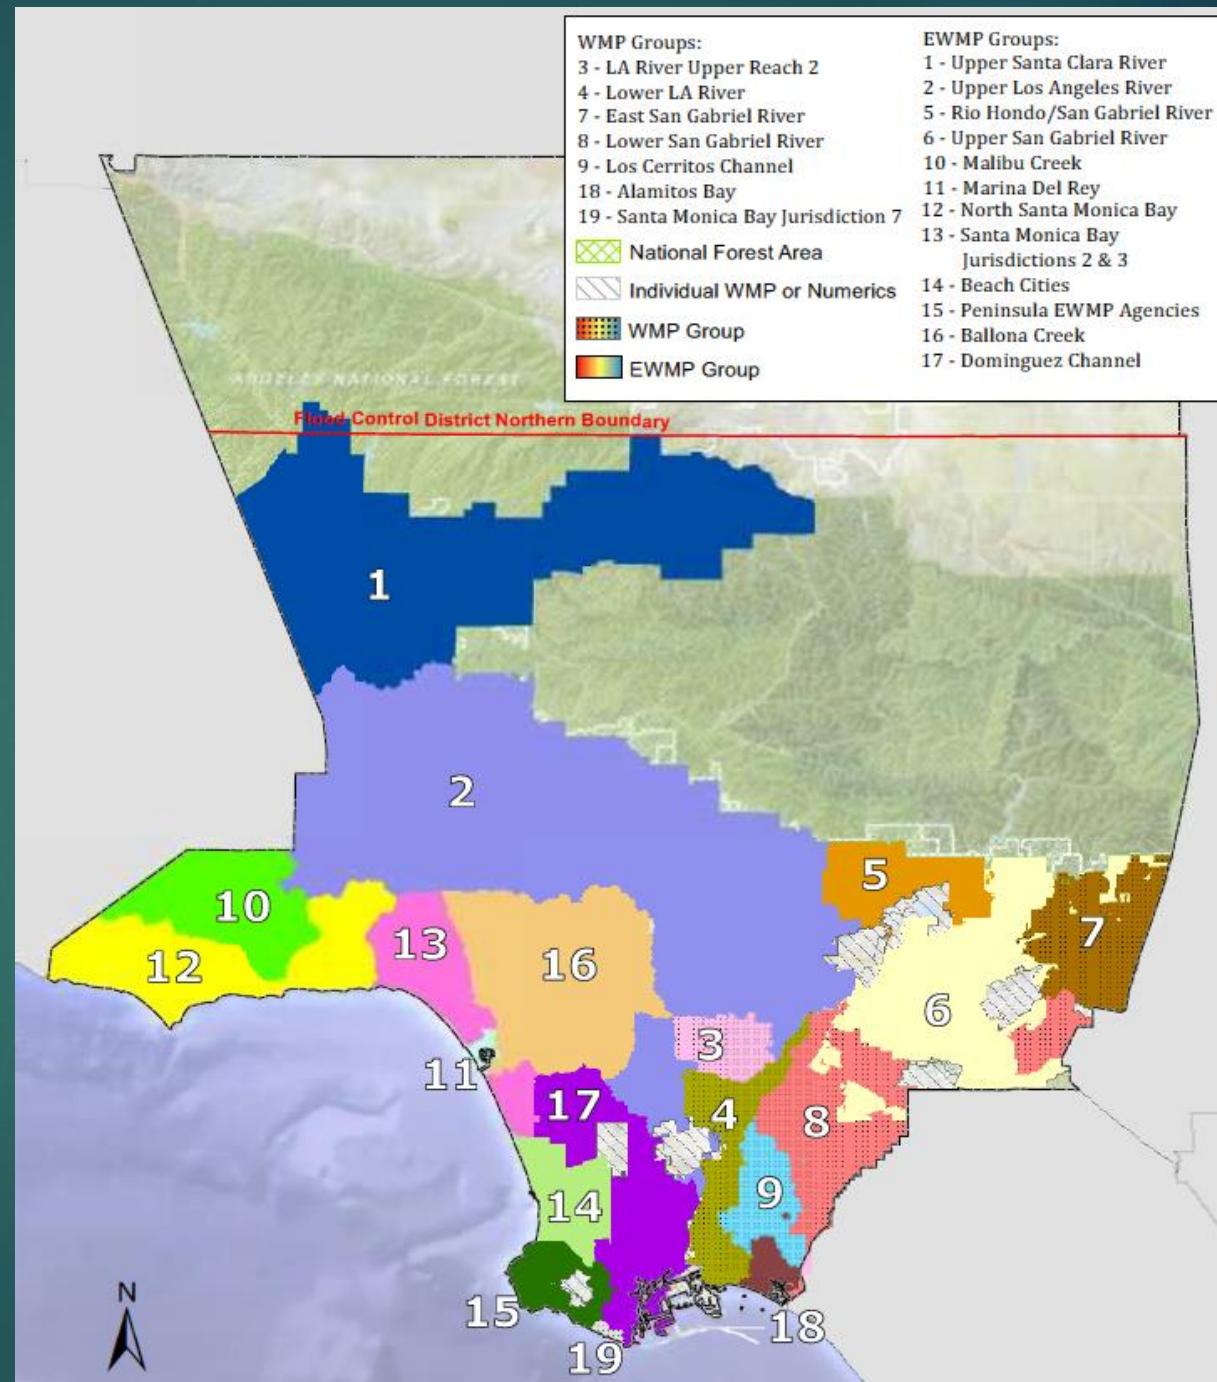 WMP Groups:
3 - LA River Upper Reach 2
4 - Lower LA River
7 - East San Gabriel River
8 - Lower San Gabriel River
9 - Los Cerritos Channel
18 - Alamitos Bay
19 - Santa Monica Bay Jurisdiction 7
National Forest Area
Individual WMP or Numerics
WMP Group
EWMP Group
EWMP Groups:
1 - Upper Santa Clara River
2 - Upper Los Angeles River
5 - Rio Hondo/San Gabriel River
6 - Upper San Gabriel River
10 - Malibu Creek
11 - Marina Del Rey
12 - North Santa Monica Bay
13 - Santa Monica Bay
Jurisdictions 2 & 3
14 - Beach Cities
15 - Peninsula EWMP Agencies
16 - Ballona Creek
17 - Dominguez Channel
ANGELES NATIONAL FOREST
Flood Control District Northern Boundary
1
2
5
10
13
7
12
16
6
3
11
17
4
8
9
14
15
18
19
N